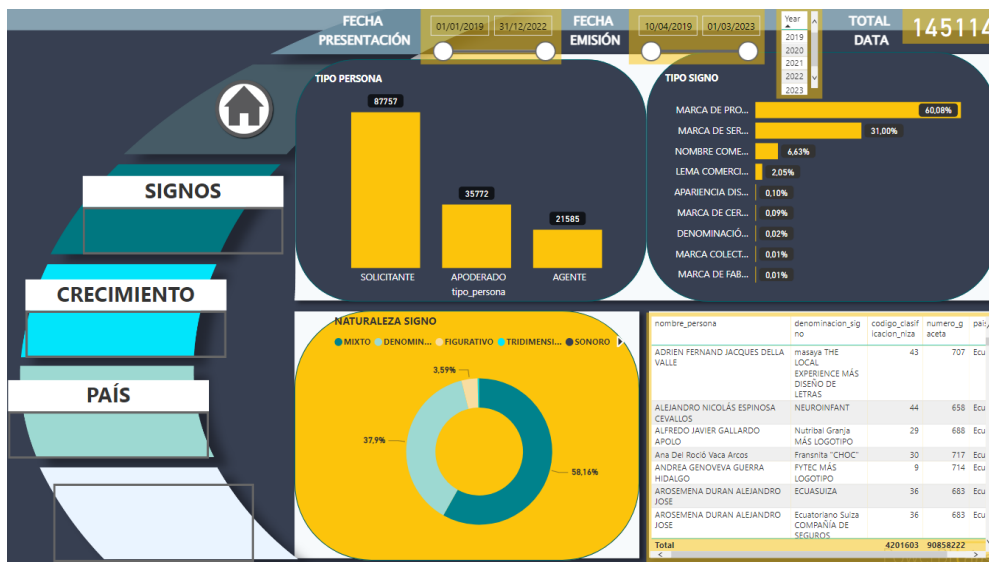 FECHA
PRESENTACIÓN
01/01/2019 31/12/2022
FECHA
EMISIÓN
10/04/2019 01/03/2023
Year
2019
2020
2021
2022
2023
TOTAL
DATA
145114
SIGNOS
CRECIMIENTO
PAÍS
TIPO PERSONA
87757
35772
21585
SOLICITANTE APODERADO AGENTE
tipo_persona
TIPO SIGNO
MARCA DE PRO... 60,08%
MARCA DE SER... 31,00%
NOMBRE COME... 6,63%
LEMA COMERCI... 2,05%
APARIENCIA DIS... 0,10%
MARCA DE CER... 0,09%
DENOMINACIÓ... 0,02%
MARCA COLECT... 0,01%
MARCA DE FAB... 0,01%
NATURALEZA SIGNO
MIXTO DENOMIN... FIGURATIVO TRIDIMENSI... SONORO
3,59%
37,9%
58,16%
nombre_persona denominacion_sig codigo_clasif numero_g país
no icacion_niza aceta
ADRIEN FERNAND JACQUES DELLA masaya THE 43 707 Ecu
VALLE LOCAL
EXPERIENCE MÁS
DISEÑO DE
LETRAS
ALEJANDRO NICOLÁS ESPINOSA NEUROINFANT 44 658 Ecu
CEVALLOS
ALFREDO JAVIER GALLARDO Nutribal Granja 29 688 Ecu
APOLO MÁS LOGOTIPO
Ana Del Roció Vaca Arcos Fransnita "CHOC" 30 717 Ecu
ANDREA GENOVEVA GUERRA FYTEC MÁS 9 714 Ecu
HIDALGO LOGOTIPO
AROSEMENA DURAN ALEJANDRO ECUASUIZA 36 683 Ecu
JOSE
AROSEMENA DURAN ALEJANDRO Ecuatoriano Suiza 36 683 Ecu
JOSE COMPAÑÍA DE
SEGUROS
Total 4201603 90858222